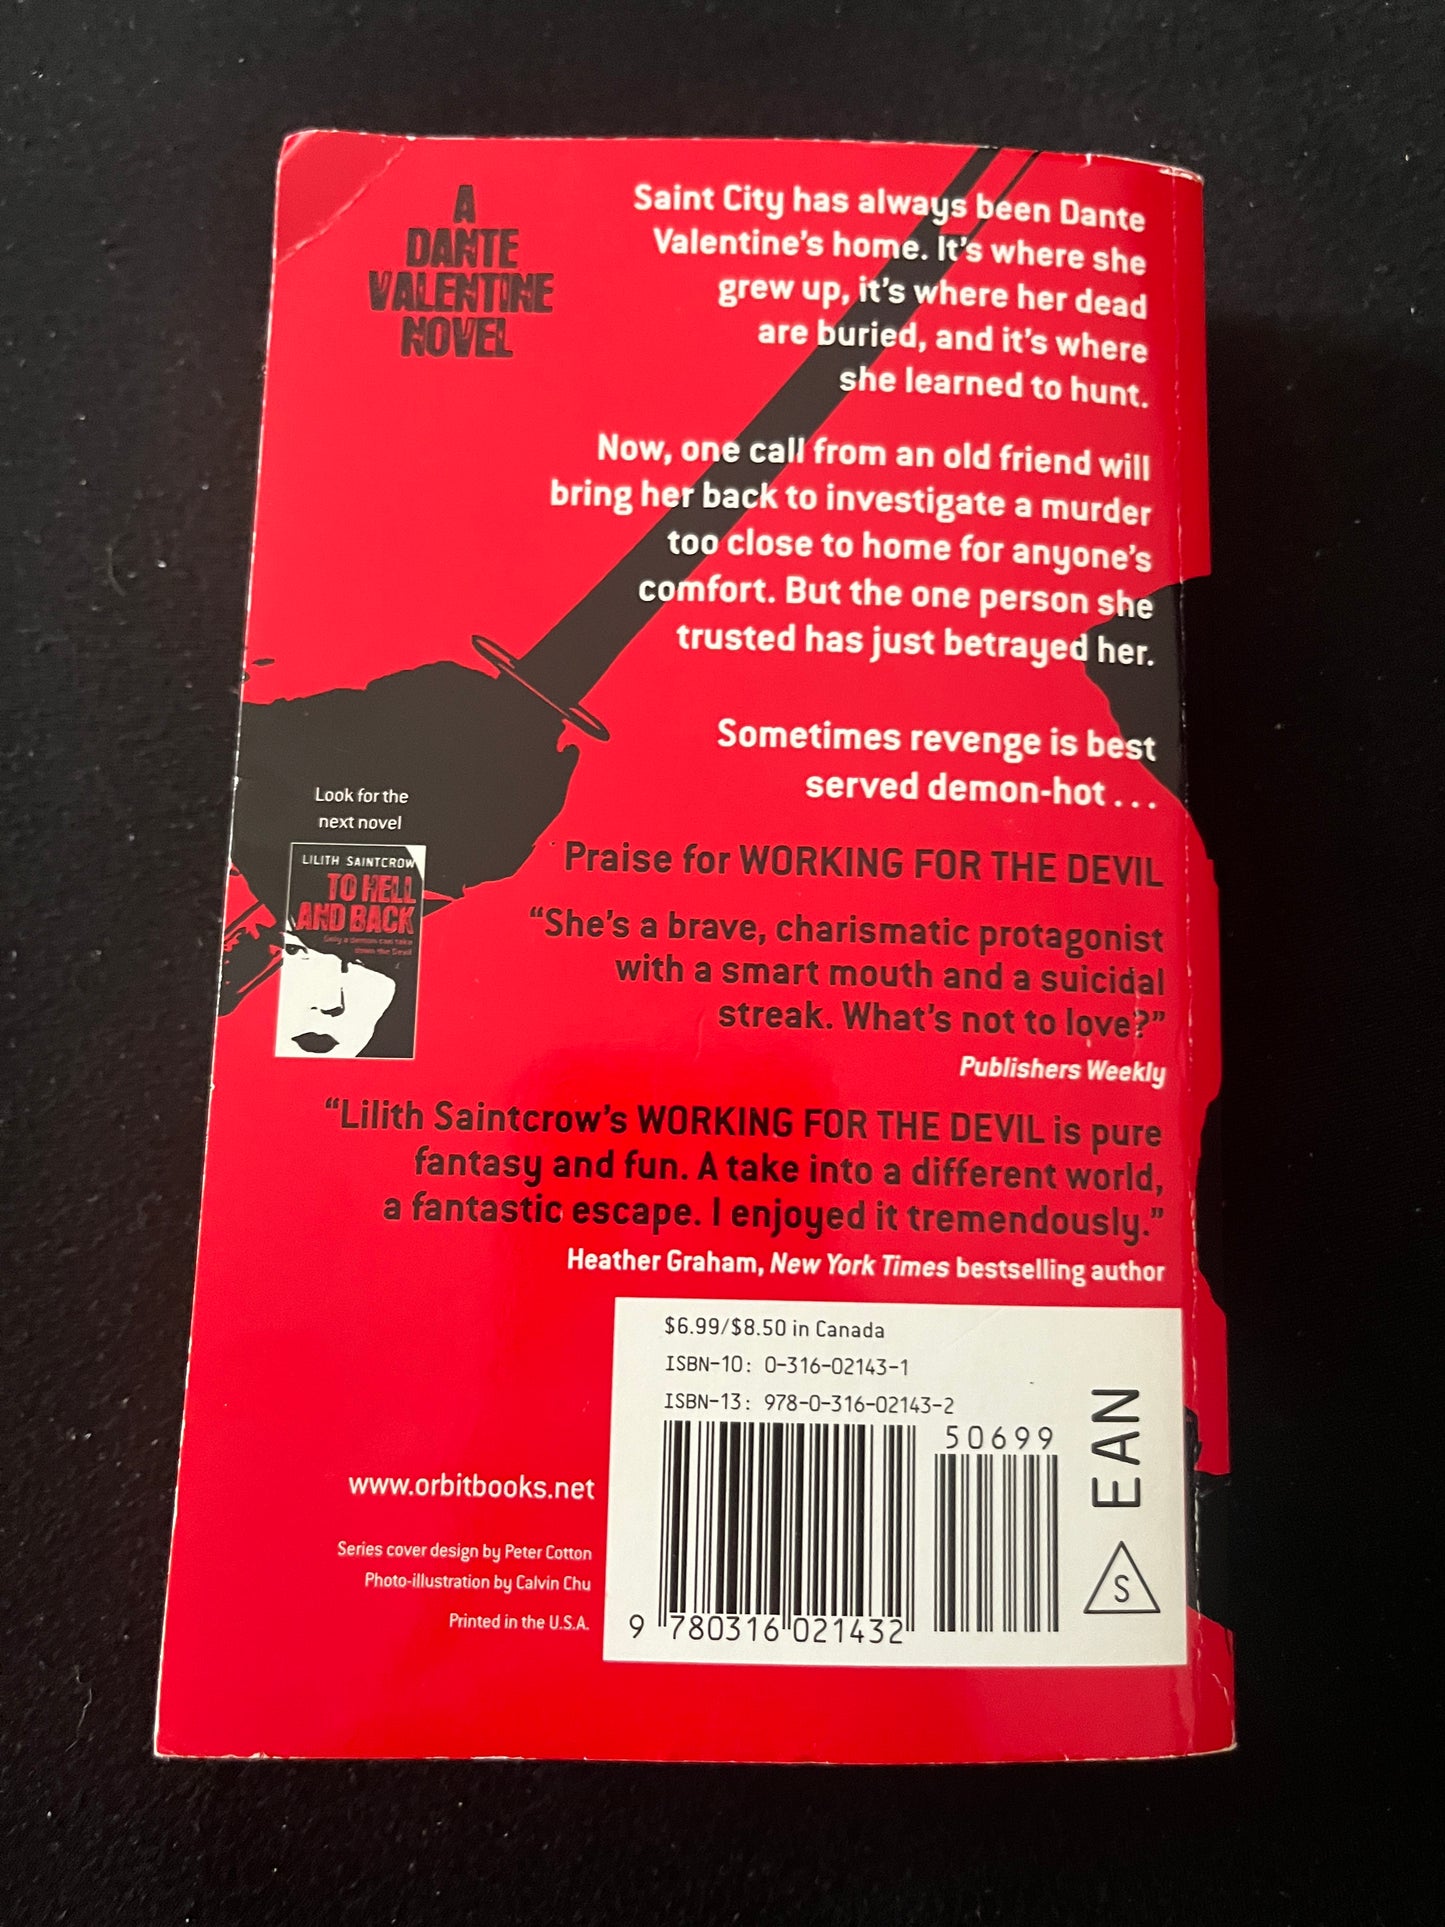 A
DANTE
VALENTINE
NOVEL
Saint City has always been Dante
Valentine's home. It's where she
grew up, it's where her dead
are buried, and it's where
she learned to hunt.
Now, one call from an old friend will
bring her back to investigate a murder
too close to home for anyone's
comfort. But the one person she
trusted has just betrayed her.
Sometimes revenge is best
served demon-hot . . .
Look for the
next novel
LILITH SAINTCROW
TO HELL
AND BACK
Only a demon can take
down the Devil
Praise for WORKING FOR THE DEVIL
“She's a brave, charismatic protagonist
with a smart mouth and a suicidal
streak. What's not to love?”
Publishers Weekly
“Lilith Saintcrow's WORKING FOR THE DEVIL is pure
fantasy and fun. A take into a different world,
a fantastic escape. I enjoyed it tremendously.”
Heather Graham, New York Times bestselling author
$6.99/$8.50 in Canada
ISBN-10: 0-316-02143-1
ISBN-13: 978-0-316-02143-2
50699
EAN
S
9 780316 021432
www.orbitbooks.net
Series cover design by Peter Cotton
Photo-illustration by Calvin Chu
Printed in the U.S.A.